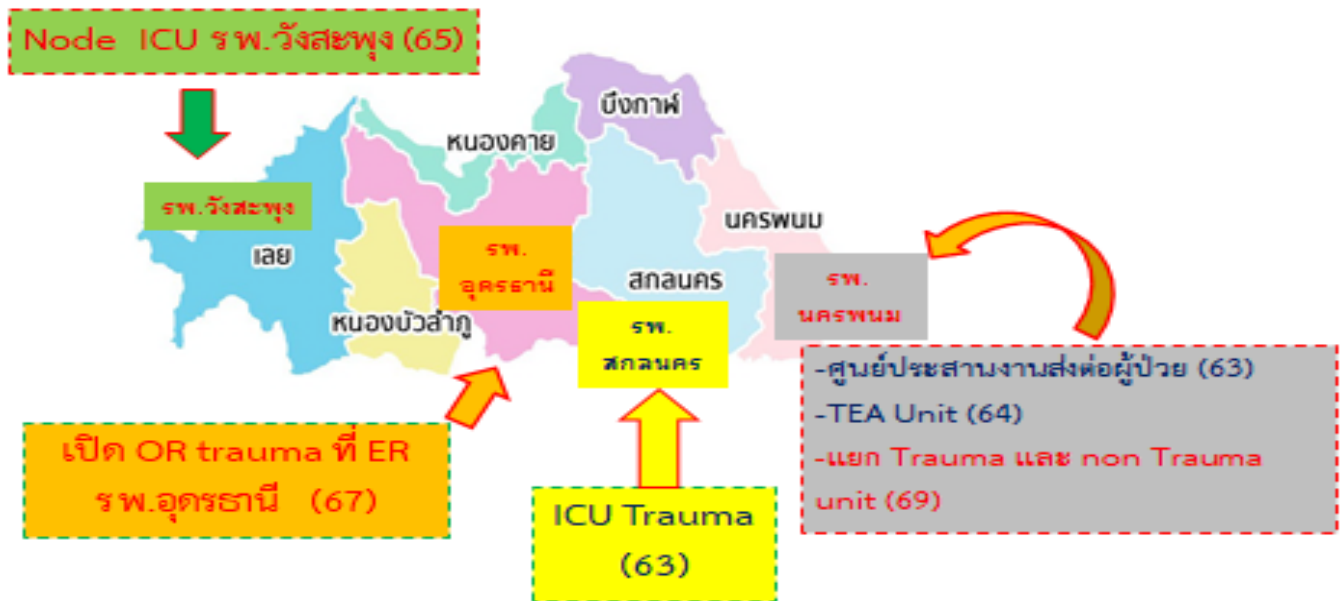 Node ICU รพ.วังสะพุง (65)
บึงกาฬ
หนองคาย
รพ.วังสะพุง
นครพนม
เลย
รพ.
อุดรธานี
สกลนคร
รพ.
นครพนม
หนองบัวลำภู
รพ.
สกลนคร
-ศูนย์ประสานงานส่งต่อผู้ป่วย (63)
-TEA Unit (64)
-แยก Trauma และ non Trauma
unit (69)
เปิด OR trauma ที่ ER
รพ.อุดรธานี (67)
ICU Trauma
(63)